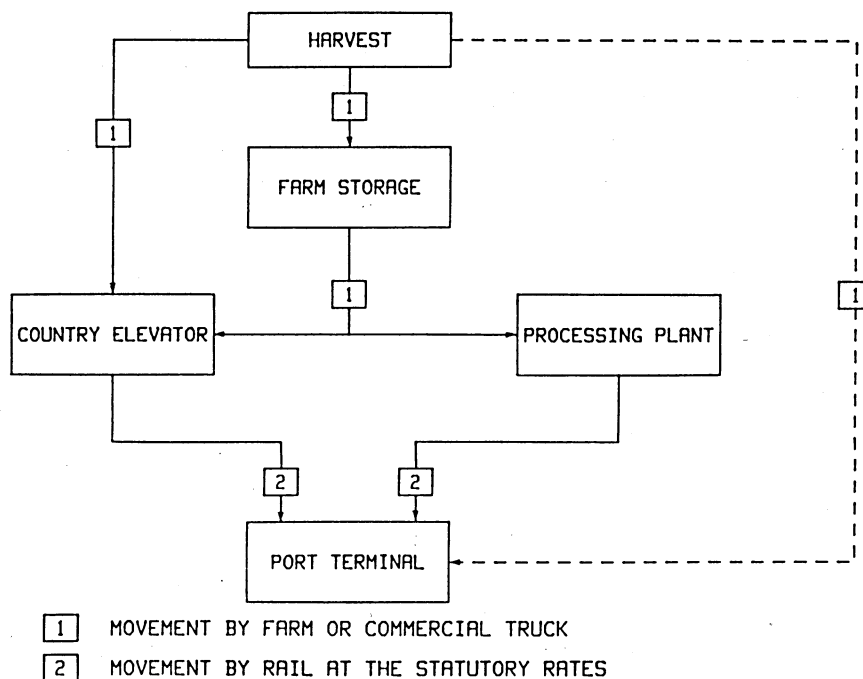 HARVEST
1
1
FARM STORAGE
1
1
COUNTRY ELEVATOR
PROCESSING PLANT
2
2
PORT TERMINAL
1 MOVEMENT BY FARM OR COMMERCIAL TRUCK
2 MOVEMENT BY RAIL AT THE STATUTORY RATES